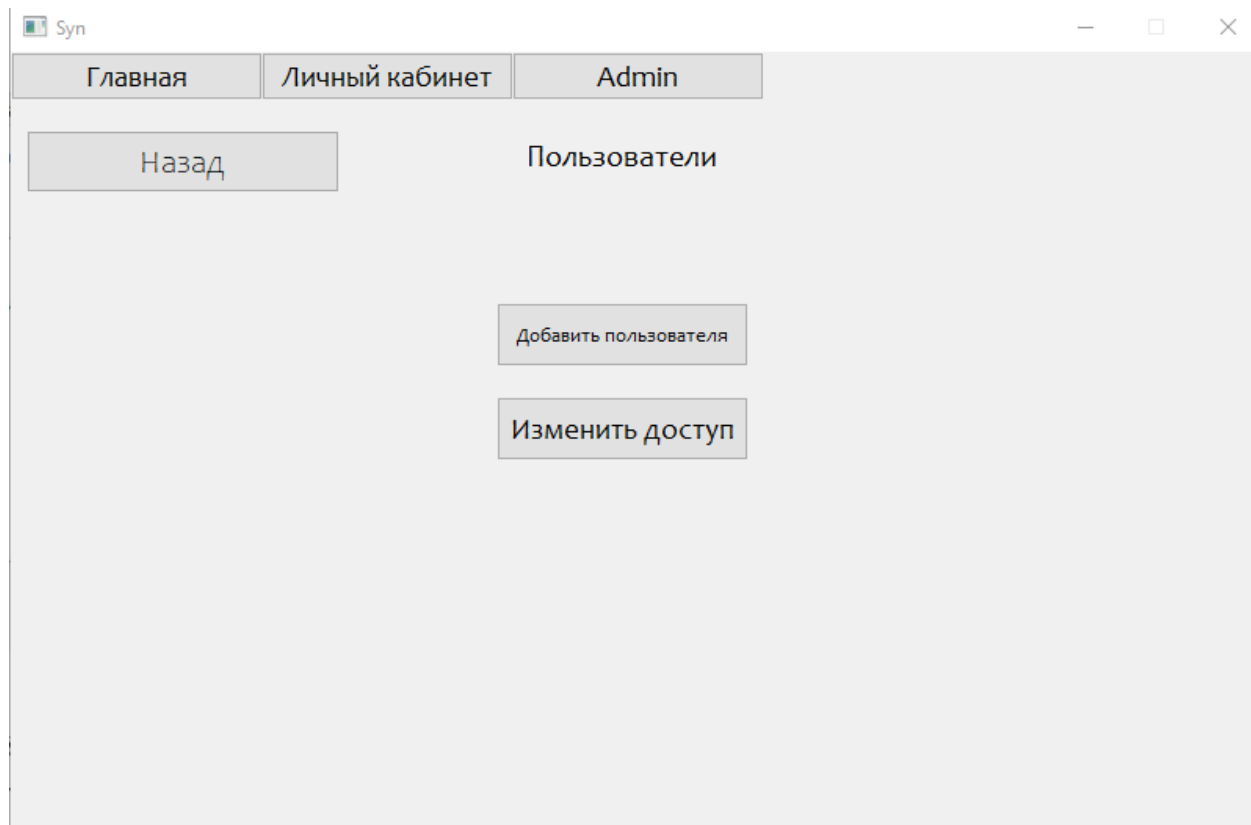 Syn
Главная Личный кабинет Admin
Назад Пользователи
Добавить пользователя
Изменить доступ